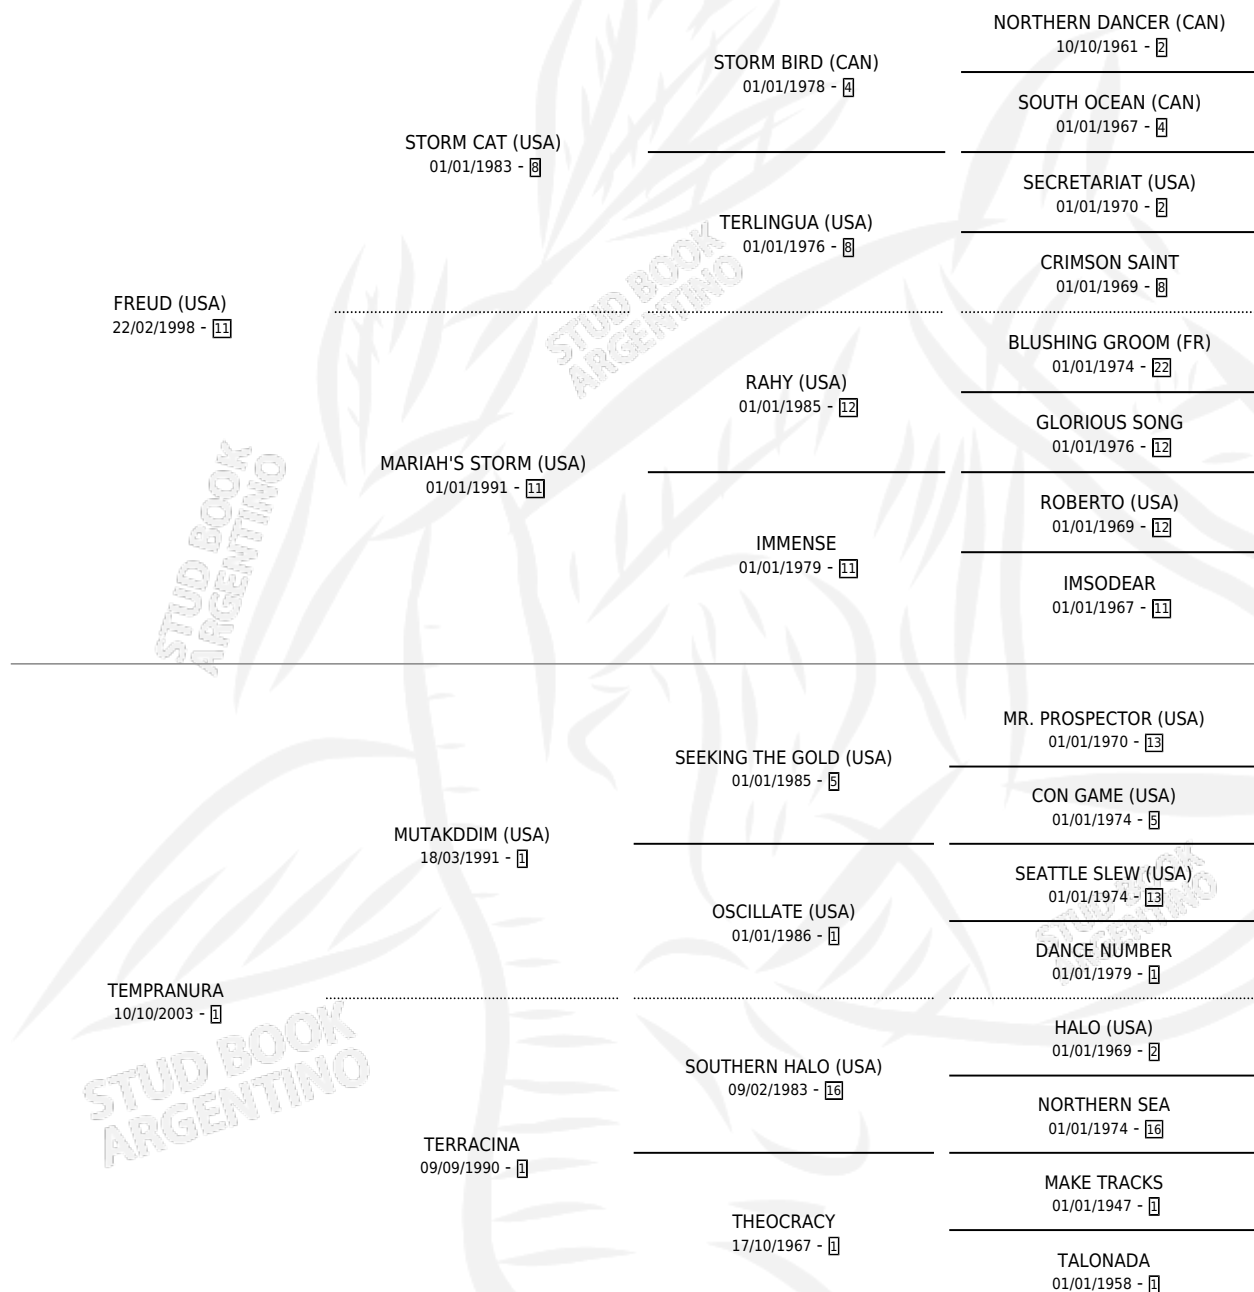 NORTHERN DANCER (CAN)
10/10/1961 - 2
STORM BIRD (CAN)
01/01/1978 - 4
SOUTH OCEAN (CAN)
01/01/1967 - 4
STORM CAT (USA)
01/01/1983 - 8
SECRETARIAT (USA)
01/01/1970 - 2
TERLINGUA (USA)
01/01/1976 - 8
CRIMSON SAINT
01/01/1969 - 8
FREUD (USA)
22/02/1998 - 11
BLUSHING GROOM (FR)
01/01/1974 - 22
RAHY (USA)
01/01/1985 - 12
GLORIOUS SONG
01/01/1976 - 12
MARIAH'S STORM (USA)
01/01/1991 - 11
ROBERTO (USA)
01/01/1969 - 12
IMMENSE
01/01/1979 - 11
IMSODEAR
01/01/1967 - 11
MR. PROSPECTOR (USA)
01/01/1970 - 13
SEEKING THE GOLD (USA)
01/01/1985 - 5
CON GAME (USA)
01/01/1974 - 5
MUTAKDDIM (USA)
18/03/1991 - 1
SEATTLE SLEW (USA)
01/01/1974 - 13
OSCILLATE (USA)
01/01/1986 - 1
DANCE NUMBER
01/01/1979 - 1
TEMPRANURA
10/10/2003 - 1
HALO (USA)
01/01/1969 - 2
SOUTHERN HALO (USA)
09/02/1983 - 16
NORTHERN SEA
01/01/1974 - 16
TERRACINA
09/09/1990 - 1
MAKE TRACKS
01/01/1947 - 1
THEOCRACY
17/10/1967 - 1
TALONADA
01/01/1958 - 1
STUD BOOK
ARGENTINO
STUD BOOK
ARGENTINO
STUD BOOK
ARGENTINO
STUD BOOK
ARGENTINO